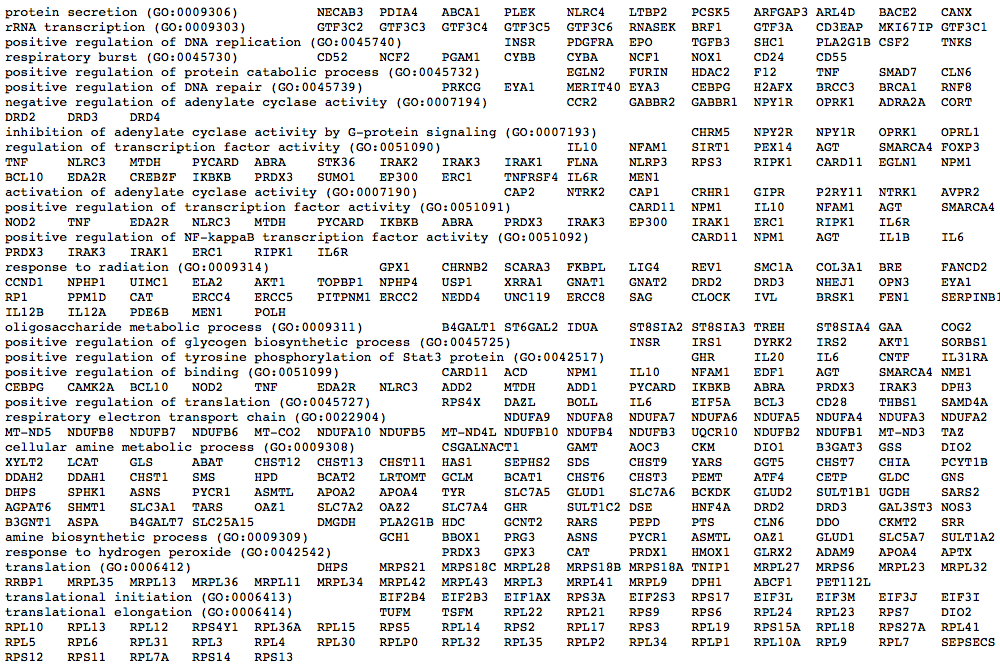 protein secretion (GO:0009306) NECAB3 PDIA4 ABCA1 PLEK NLRC4 LTBP2 PCSK5 ARFGAP3 ARL4D BACE2 CANX
rRNA transcription (GO:0009303) GTF3C2 GTF3C3 GTF3C4 GTF3C5 GTF3C6 RNASEK BRF1 GTF3A CD3EAP MKI67IP GTF3C1
positive regulation of DNA replication (GO:0045740) INSR PDGFRA EPO TGFB3 SHC1 PLA2G1B CSF2 TNKS
respiratory burst (GO:0045730) CD52 NCF2 PGAM1 CYBB CYBA NCF1 NOX1 CD24 CD55
positive regulation of protein catabolic process (GO:0045732) EGLN2 FURIN HDAC2 F12 TNF SMAD7 CLN6
positive regulation of DNA repair (GO:0045739) PRKCG EYA1 MERIT40 EYA3 CEBPG H2AFX BRCC3 BRCA1 RNF8
negative regulation of adenylate cyclase activity (GO:0007194) CCR2 GABBR2 GABBR1 NPY1R OPRK1 ADRA2A CORT
DRD2 DRD3 DRD4
inhibition of adenylate cyclase activity by G-protein signaling (GO:0007193) CHRM5 NPY2R NPY1R OPRK1 OPRL1
regulation of transcription factor activity (GO:0051090) IL10 NFAM1 SIRT1 PEX14 AGT SMARCA4 FOXP3
TNF NLRC3 MTDH PYCARD ABRA STK36 IRAK2 IRAK3 IRAK1 FLNA NLRP3 RPS3 RIPK1 CARD11 EGLN1 NPM1
BCL10 EDA2R CREBZF IKBKB PRDX3 SUMO1 EP300 ERC1 TNFRSF4 IL6R MEN1
activation of adenylate cyclase activity (GO:0007190) CAP2 NTRK2 CAP1 CRHR1 GIPR P2RY11 NTRK1 AVPR2
positive regulation of transcription factor activity (GO:0051091) CARD11 NPM1 IL10 NFAM1 AGT SMARCA4
NOD2 TNF EDA2R NLRC3 MTDH PYCARD IKBKB ABRA PRDX3 IRAK3 EP300 IRAK1 ERC1 RIPK1 IL6R
positive regulation of NF-kappaB transcription factor activity (GO:0051092) CARD11 NPM1 AGT IL1B IL6
PRDX3 IRAK3 IRAK1 ERC1 RIPK1 IL6R
response to radiation (GO:0009314) GPX1 CHRNB2 SCARA3 FKBPL LIG4 REV1 SMC1A COL3A1 BRE FANCD2
CCND1 NPHP1 UIMC1 ELA2 AKT1 TOPBP1 NPHP4 USP1 XRRA1 GNAT1 GNAT2 DRD2 DRD3 NHEJ1 OPN3 EYA1
RP1 PPM1D CAT ERCC4 ERCC5 PITPNM1 ERCC2 NEDD4 UNC119 ERCC8 SAG CLOCK IVL BRSK1 FEN1 SERPINB1
IL12B IL12A PDE6B MEN1 POLH
oligosaccharide metabolic process (GO:0009311) B4GALT1 ST6GAL2 IDUA ST8SIA2 ST8SIA3 TREH ST8SIA4 GAA COG2
positive regulation of glycogen biosynthetic process (GO:0045725) INSR IRS1 DYRK2 IRS2 AKT1 SORBS1
positive regulation of tyrosine phosphorylation of Stat3 protein (GO:0042517) GHR IL20 IL6 CNTF IL31RA
positive regulation of binding (GO:0051099) CARD11 ACD NPM1 IL10 NFAM1 EDF1 AGT SMARCA4 NME1
CEBPG CAMK2A BCL10 NOD2 TNF EDA2R NLRC3 ADD2 MTDH ADD1 PYCARD IKBKB ABRA PRDX3 IRAK3 DPH3
positive regulation of translation (GO:0045727) RPS4X DAZL BOLL IL6 EIF5A BCL3 CD28 THBS1 SAMD4A
respiratory electron transport chain (GO:0022904) NDUFA9 NDUFA8 NDUFA7 NDUFA6 NDUFA5 NDUFA4 NDUFA3 NDUFA2
MT-ND5 NDUFB8 NDUFB7 NDUFB6 MT-CO2 NDUFA10 NDUFB5 MT-ND4L NDUFB10 NDUFB4 NDUFB3 UQCR10 NDUFB2 NDUFB1 MT-ND3 TAZ
cellular amine metabolic process (GO:0009308) CSGALNACT1 GAMT AOC3 CKM DIO1 B3GAT3 GSS DIO2
XYLT2 LCAT GLS ABAT CHST12 CHST13 CHST11 HAS1 SEPHS2 SDS CHST9 YARS GGT5 CHST7 CHIA PCYT1B
DDAH2 DDAH1 CHST1 SMS HPD BCAT2 LRTOMT GCLM BCAT1 CHST6 CHST3 PEMT ATF4 CETP GLDC GNS
DHPS SPHK1 ASNS PYCR1 ASMTL APOA2 APOA4 TYR SLC7A5 GLUD1 SLC7A6 BCKDK GLUD2 SULT1B1 UGDH SARS2
AGPAT6 SHMT1 SLC3A1 TARS OAZ1 SLC7A2 OAZ2 SLC7A4 GHR SULT1C2 DSE HNF4A DRD2 DRD3 GAL3ST3 NOS3
B3GNT1 ASPA B4GALT7 SLC25A15 DMGDH PLA2G1B HDC GCNT2 RARS PEPD PTS CLN6 DDO CKMT2 SRR
amine biosynthetic process (GO:0009309) GCH1 BBOX1 PRG3 ASNS PYCR1 ASMTL OAZ1 GLUD1 SLC5A7 SULT1A2
response to hydrogen peroxide (GO:0042542) PRDX3 GPX3 CAT PRDX1 HMOX1 GLRX2 ADAM9 APOA4 APTX
translation (GO:0006412) DHPS MRPS21 MRPS18C MRPL28 MRPS18B MRPS18A TNIP1 MRPL27 MRPS6 MRPL23 MRPL32
RRBP1 MRPL35 MRPL13 MRPL36 MRPL11 MRPL34 MRPL42 MRPL43 MRPL3 MRPL41 MRPL9 DPH1 ABCF1 PET112L
translational initiation (GO:0006413) EIF2B4 EIF2B3 EIF1AX RPS3A EIF2S3 RPS17 EIF3L EIF3M EIF3J EIF3I
translational elongation (GO:0006414) TUFM TSFM RPL22 RPL21 RPS9 RPS6 RPL24 RPL23 RPS7 DIO2
RPL10 RPL13 RPL12 RPS4Y1 RPL36A RPL15 RPS5 RPL14 RPS2 RPL17 RPS3 RPL19 RPS15A RPL18 RPS27A RPL41
RPL5 RPL6 RPL31 RPL3 RPL4 RPL30 RPLP0 RPL32 RPL35 RPLP2 RPL34 RPLP1 RPL10A RPL9 RPL7 SEPSECS
RPS12 RPS11 RPL7A RPS14 RPS13